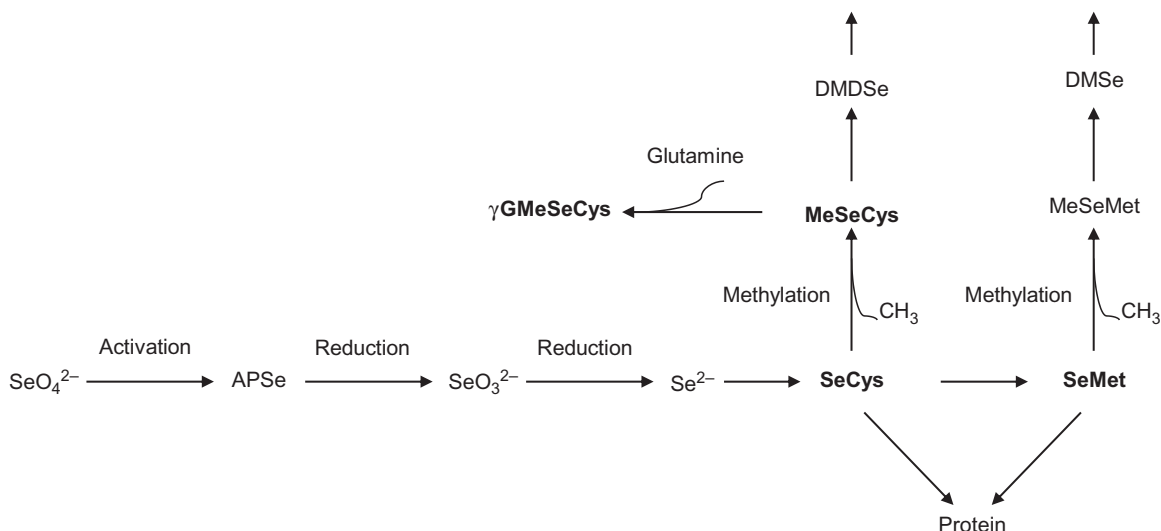 DMDSe
DMSe
Glutamine
γGMeSeCys
MeSeCys
MeSeMet
Methylation
CH₃
Methylation
CH₃
Activation
Reduction
Reduction
SeO₄²⁻
APSe
SeO₃²⁻
Se²⁻
SeCys
SeMet
Protein